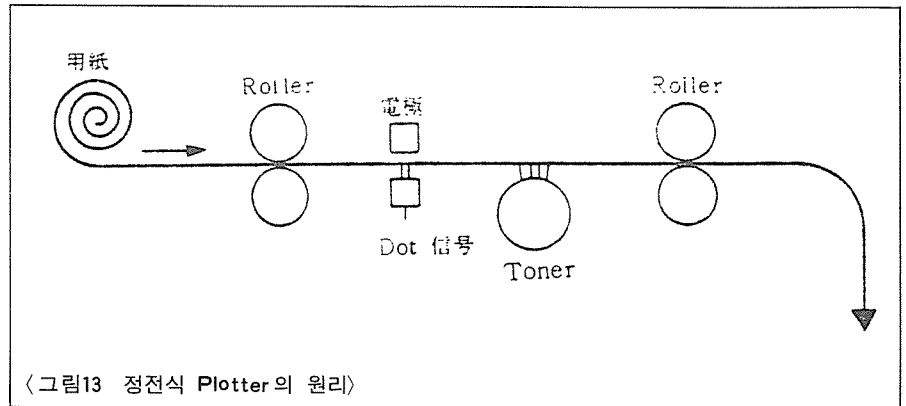 用紙
Roller
電極
Roller
Dot 信号
Toner
〈그림13 정전식 Plotter의 원리〉